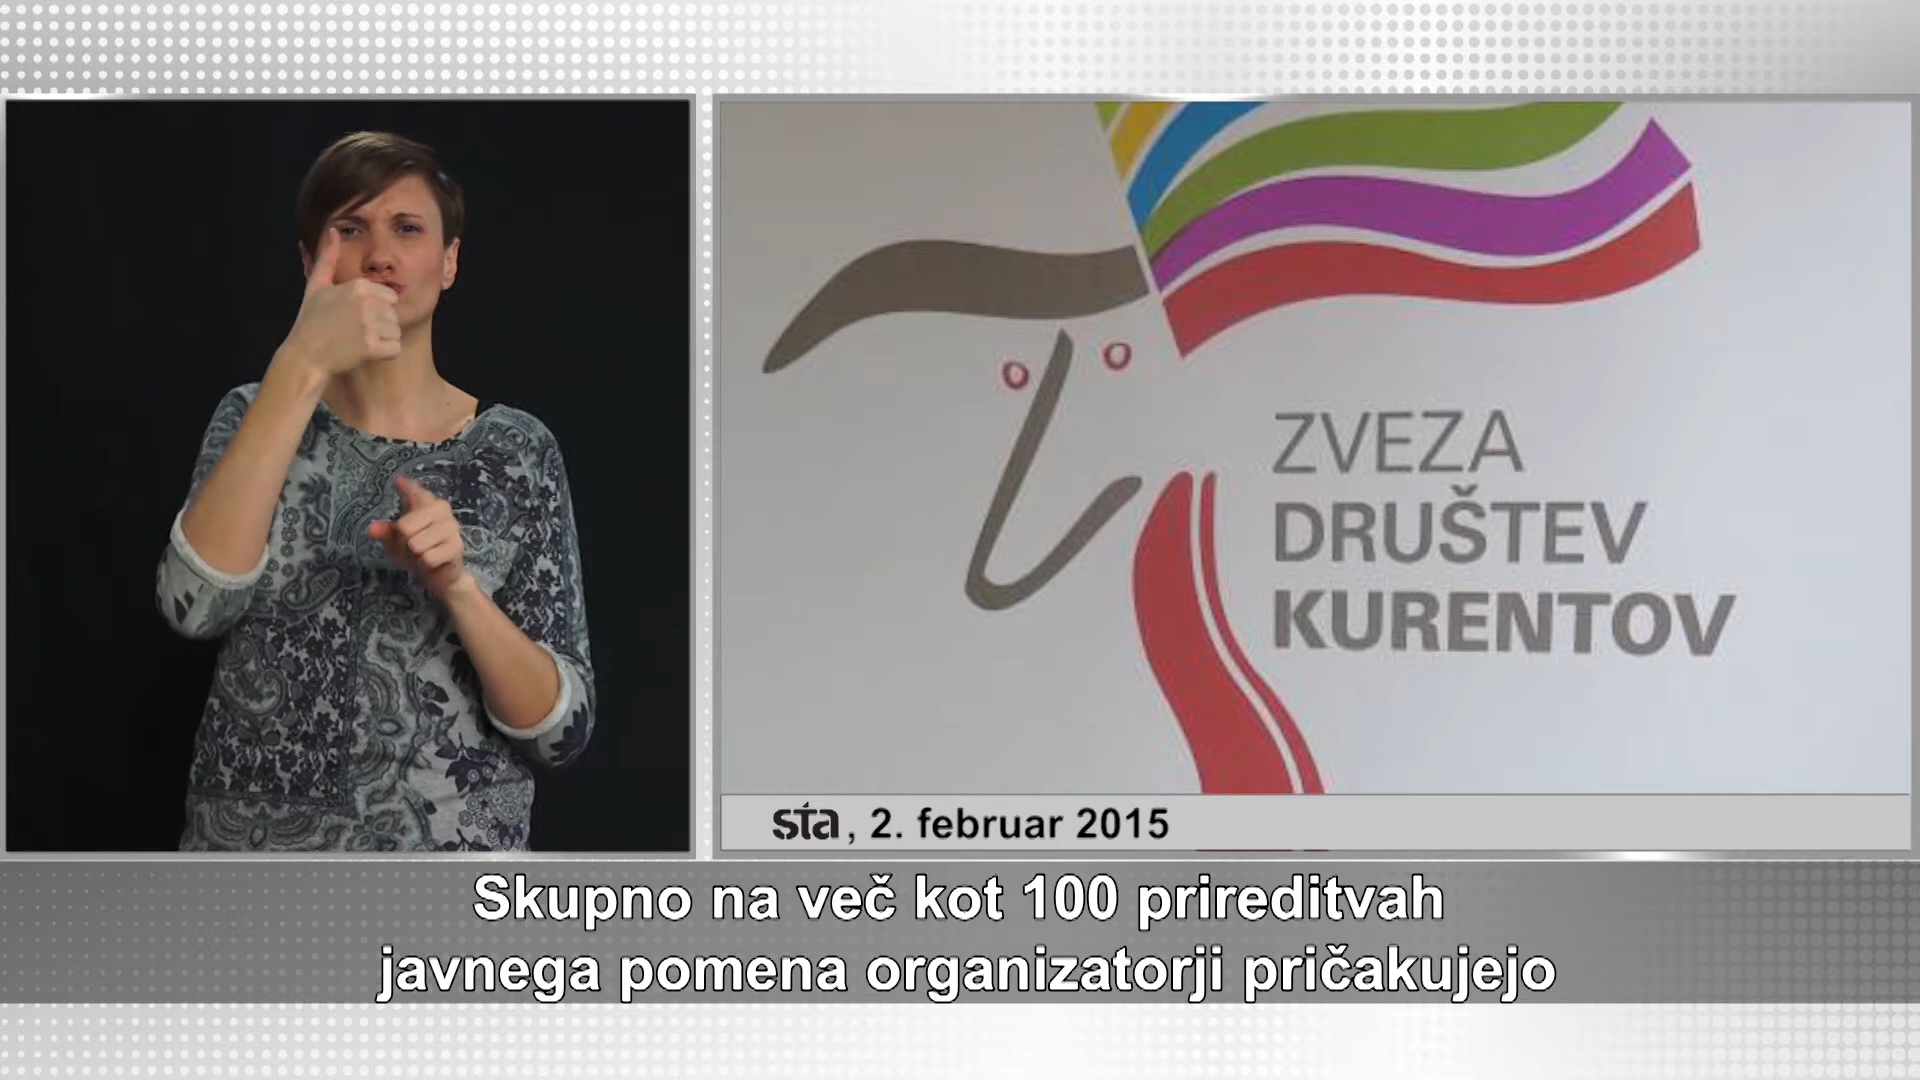 ZVEZA
DRUŠTEV
KURENTOV
sta, 2. februar 2015
Skupno na več kot 100 prireditvah
javnega pomena organizatorji pričakujejo